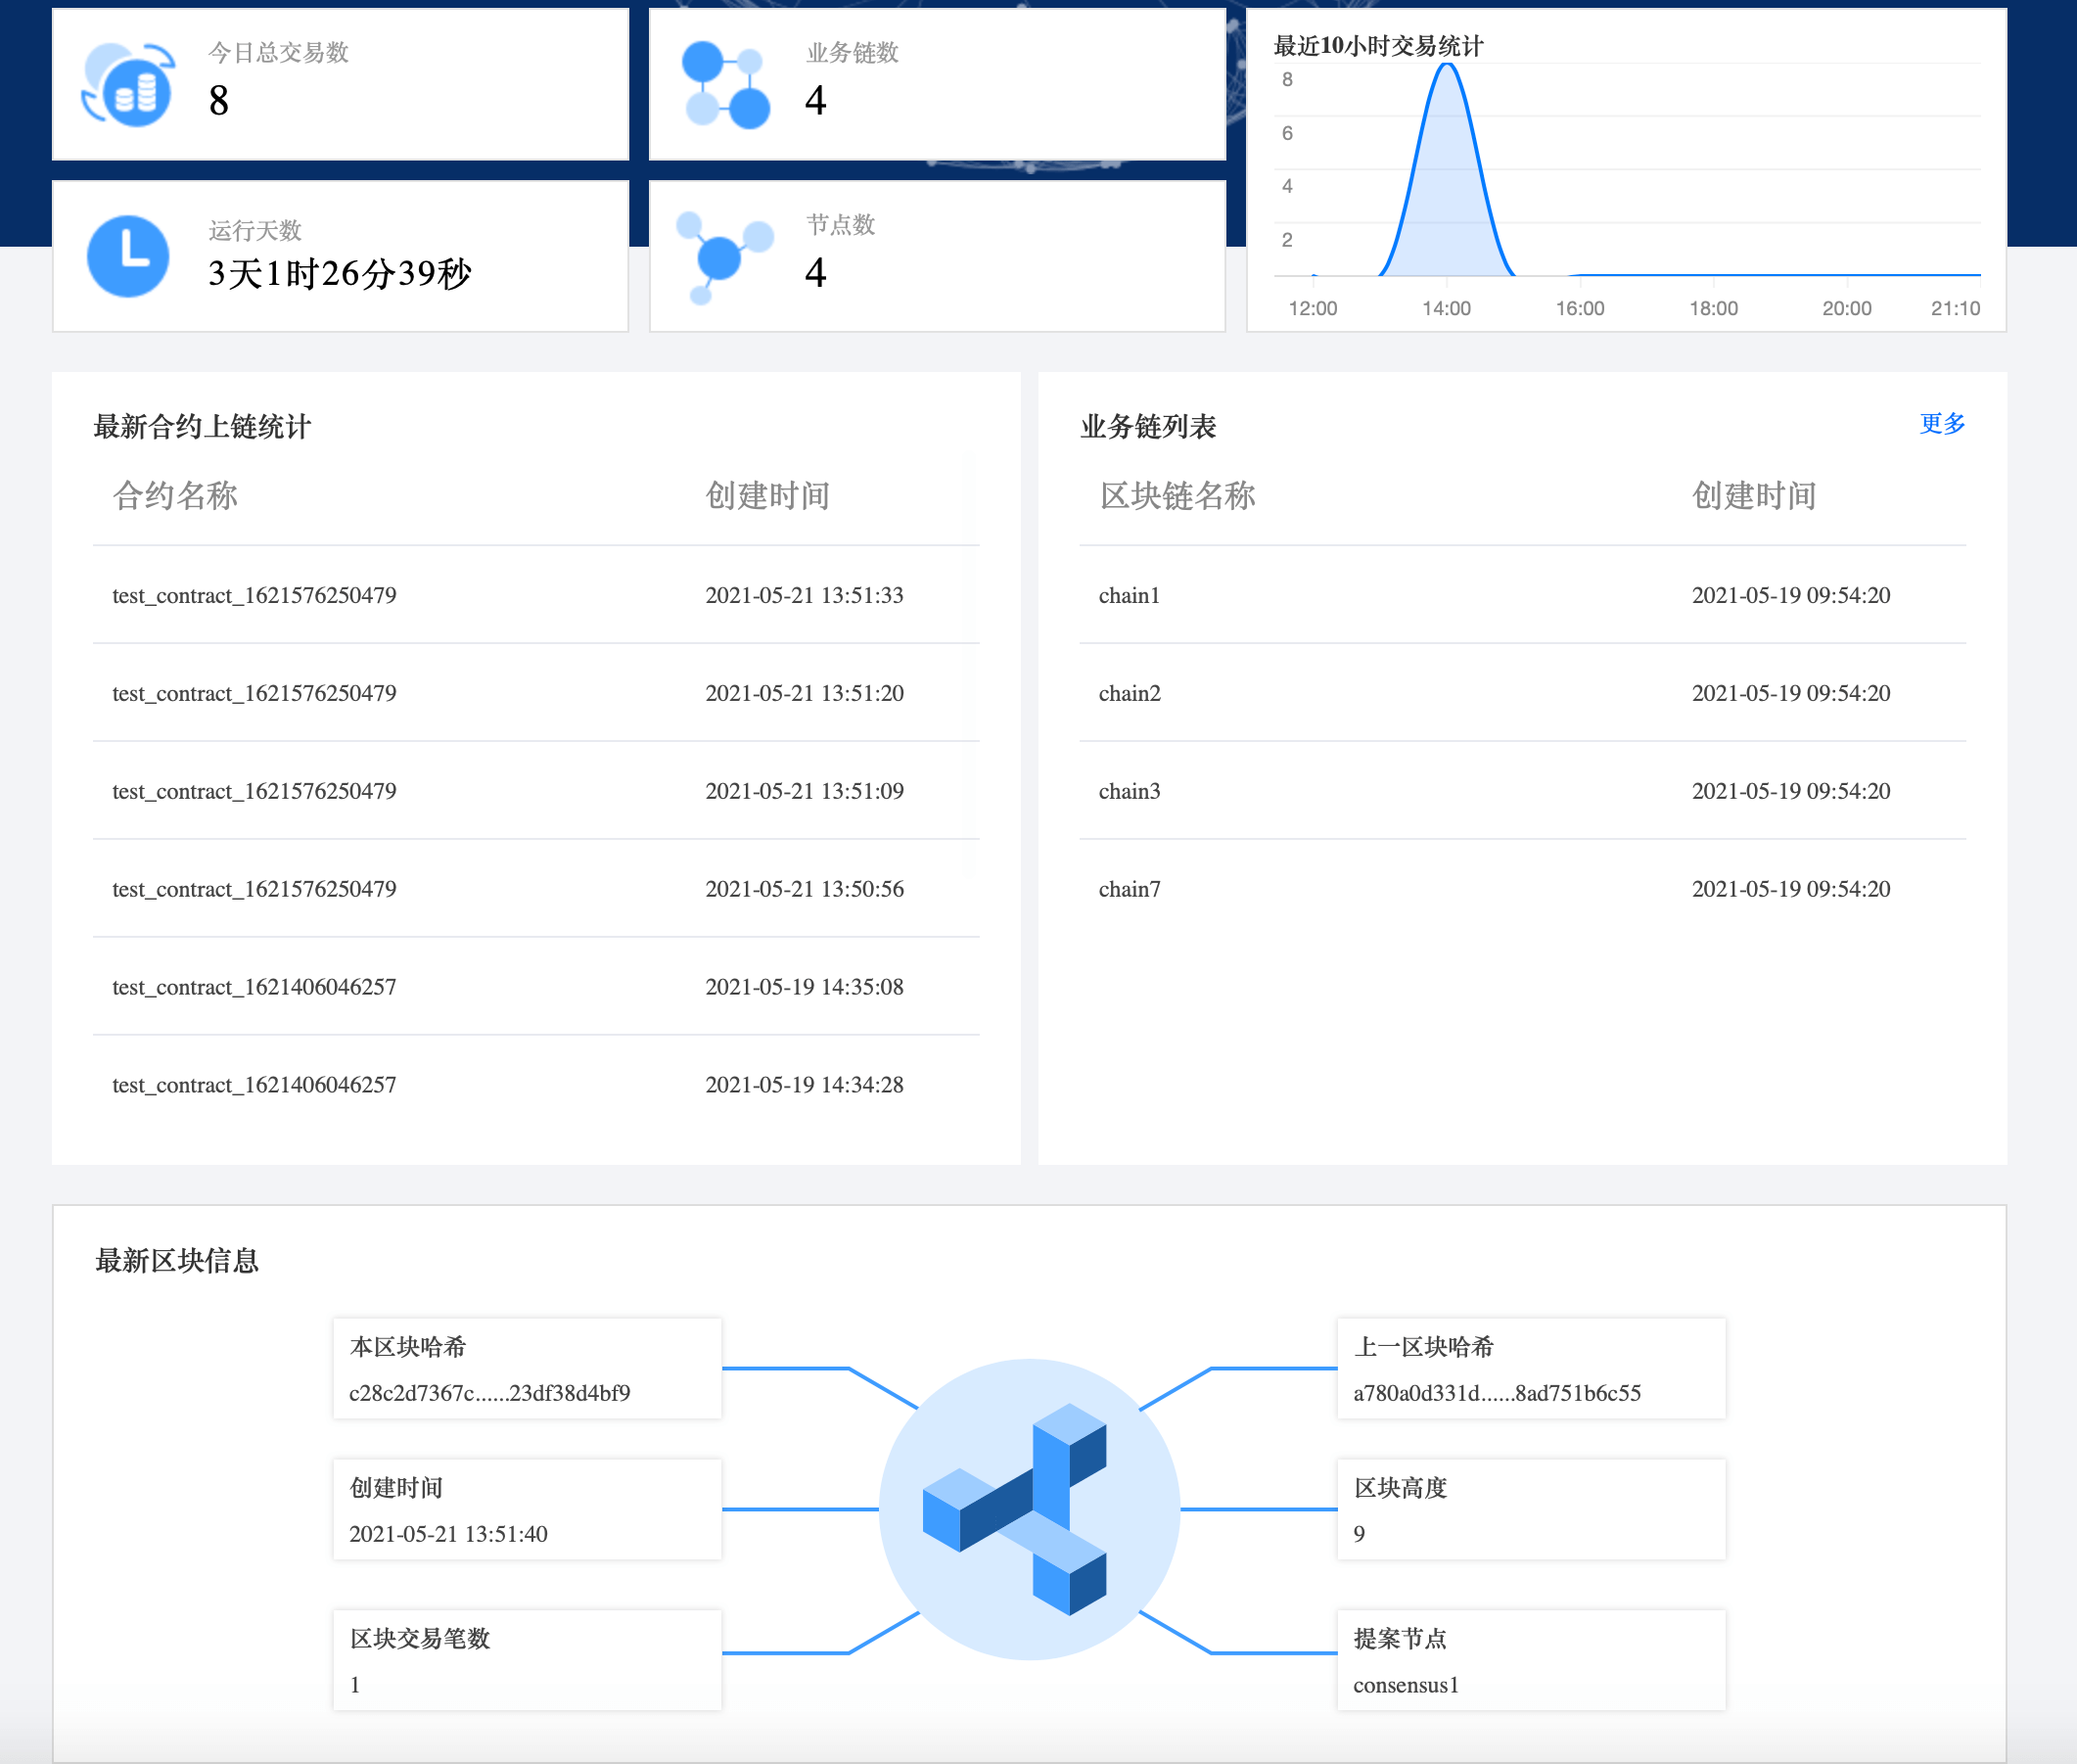 今日总交易数
8
业务链数
4
运行天数
3天1时26分39秒
节点数
4
最近10小时交易统计
8
6
4
2
12:00 14:00 16:00 18:00 20:00 21:10
最新合约上链统计
合约名称 创建时间
test_contract_1621576250479 2021-05-21 13:51:33
test_contract_1621576250479 2021-05-21 13:51:20
test_contract_1621576250479 2021-05-21 13:51:09
test_contract_1621576250479 2021-05-21 13:50:56
test_contract_1621406046257 2021-05-19 14:35:08
test_contract_1621406046257 2021-05-19 14:34:28
业务链列表 更多
区块链名称 创建时间
chain1 2021-05-19 09:54:20
chain2 2021-05-19 09:54:20
chain3 2021-05-19 09:54:20
chain7 2021-05-19 09:54:20
最新区块信息
本区块哈希
c28c2d7367c......23df38d4bf9
创建时间
2021-05-21 13:51:40
区块交易笔数
1
上一区块哈希
a780a0d331d......8ad751b6c55
区块高度
9
提案节点
consensus1